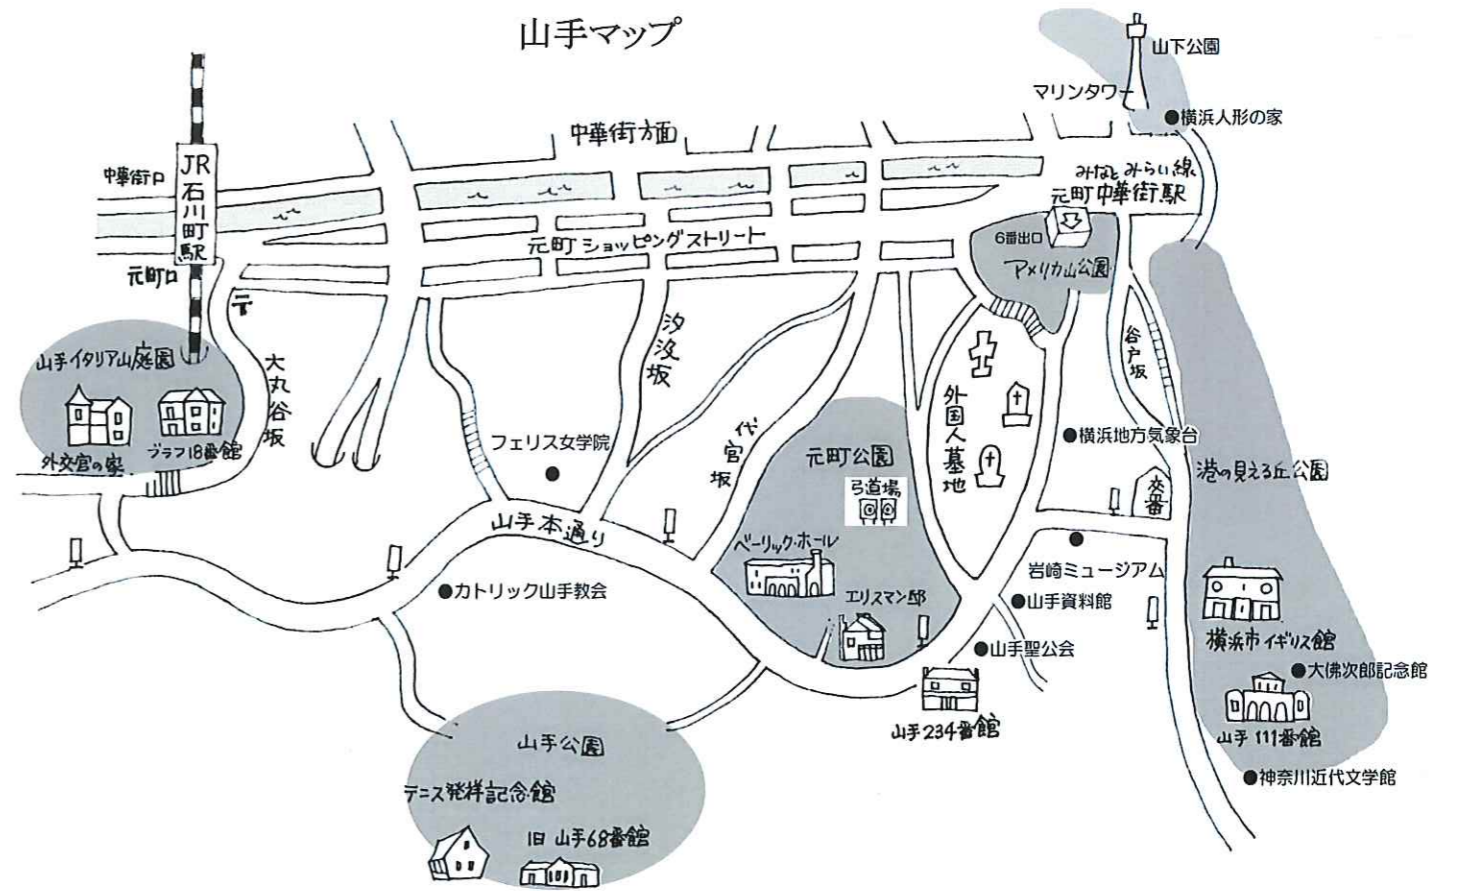 山手マップ
山下公園
マリンタワー
横浜人形の家
中華街方面
中華街口
JR石川町駅
元町口
みなとみらい線
元町中華街駅
6番出口
アメリカ山公園
元町ショッピングストリート
山手イタリア山庭園
外交官の家
ブラフ18番館
大丸谷坂
汐汲坂
代官坂
谷戸坂
フェリス女学院
元町公園
弓道場
外国人墓地
横浜地方気象台
交番
港の見える丘公園
山手本通り
ベーリック・ホール
エリスマン邸
カトリック山手教会
岩崎ミュージアム
山手資料館
山手聖公会
山手234番館
横浜市イギリス館
大佛次郎記念館
山手111番館
神奈川近代文学館
山手公園
テニス発祥記念館
旧山手68番館